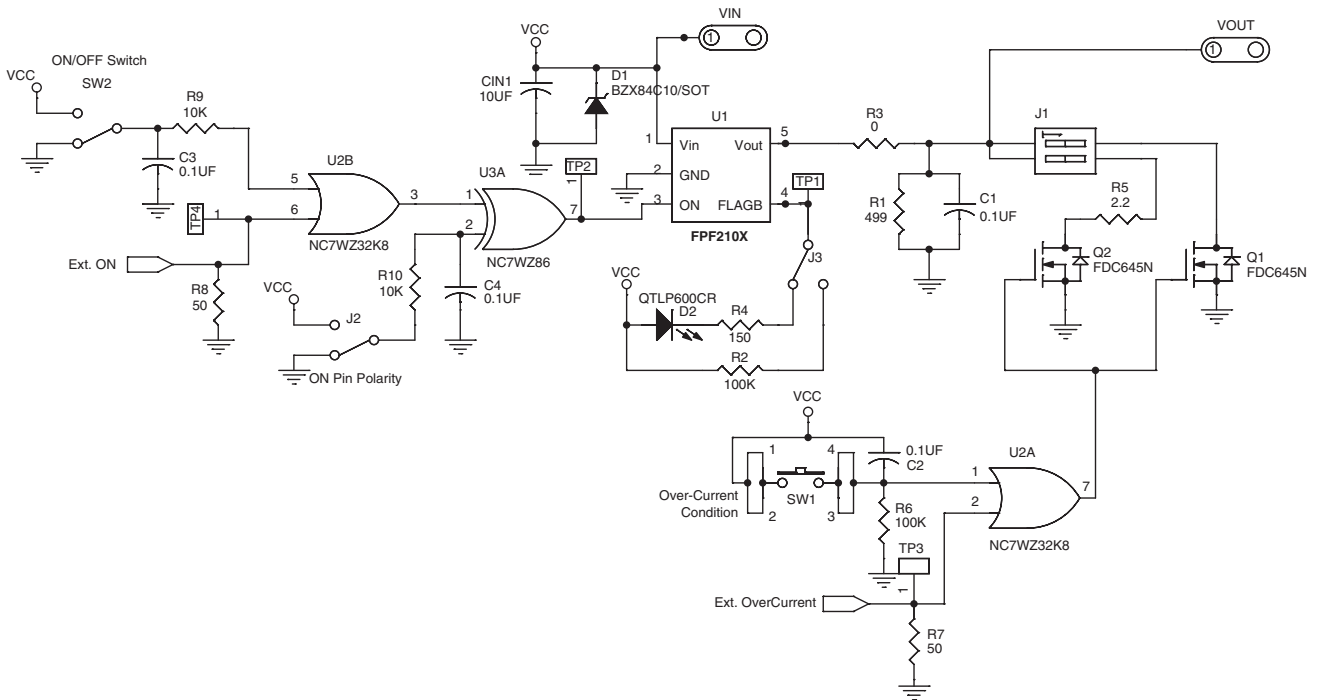 VIN
1
VOUT
1
VCC
ON/OFF Switch
SW2
VCC
R9
10K
C3
0.1UF
CIN1
10UF
D1
BZX84C10/SOT
U1
1
Vin
2
GND
3
ON
Vout
5
FLAGB
4
FPF210X
R3
0
J1
1
TP1
1
TP2
1
U2B
5
6
3
NC7WZ32K8
TP4
1
U3A
1
2
7
NC7WZ86
R1
499
C1
0.1UF
R5
2.2
Q2
FDC645N
Q1
FDC645N
Ext. ON
R8
50
R10
10K
C4
0.1UF
VCC
J2
ON Pin Polarity
J3
VCC
QTLP600CR
D2
R4
150
R2
100K
VCC
1
4
2
3
SW1
Over-Current
Condition
0.1UF
C2
R6
100K
U2A
1
2
7
NC7WZ32K8
TP3
1
Ext. OverCurrent
R7
50